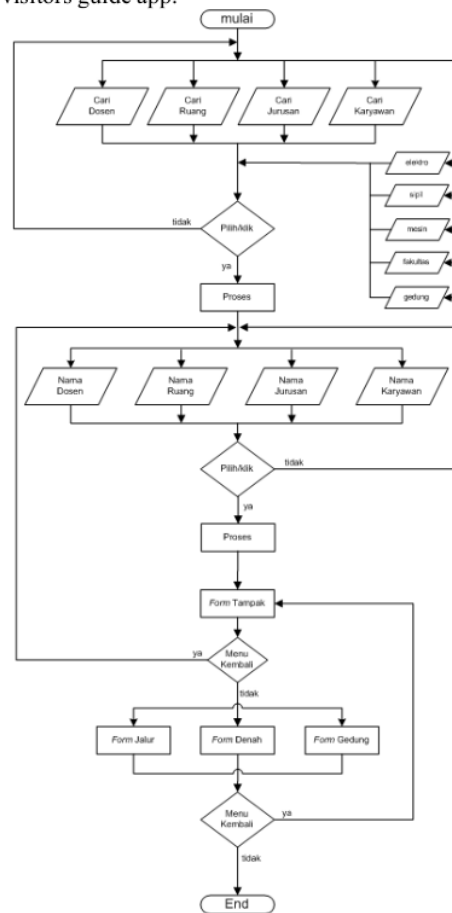 visitors guide app.
mulai
Cari
Dosen
Cari
Ruang
Cari
Jurusan
Cari
Karyawan
elektro
sipil
mesin
fakultas
gedung
tidak
Pilih/klik
ya
Proses
Nama
Dosen
Nama
Ruang
Nama
Jurusan
Nama
Karyawan
Pilih/klik
tidak
ya
Proses
Form Tampak
ya
Menu
Kembali
tidak
Form Jalur
Form Denah
Form Gedung
Menu
Kembali
ya
tidak
End